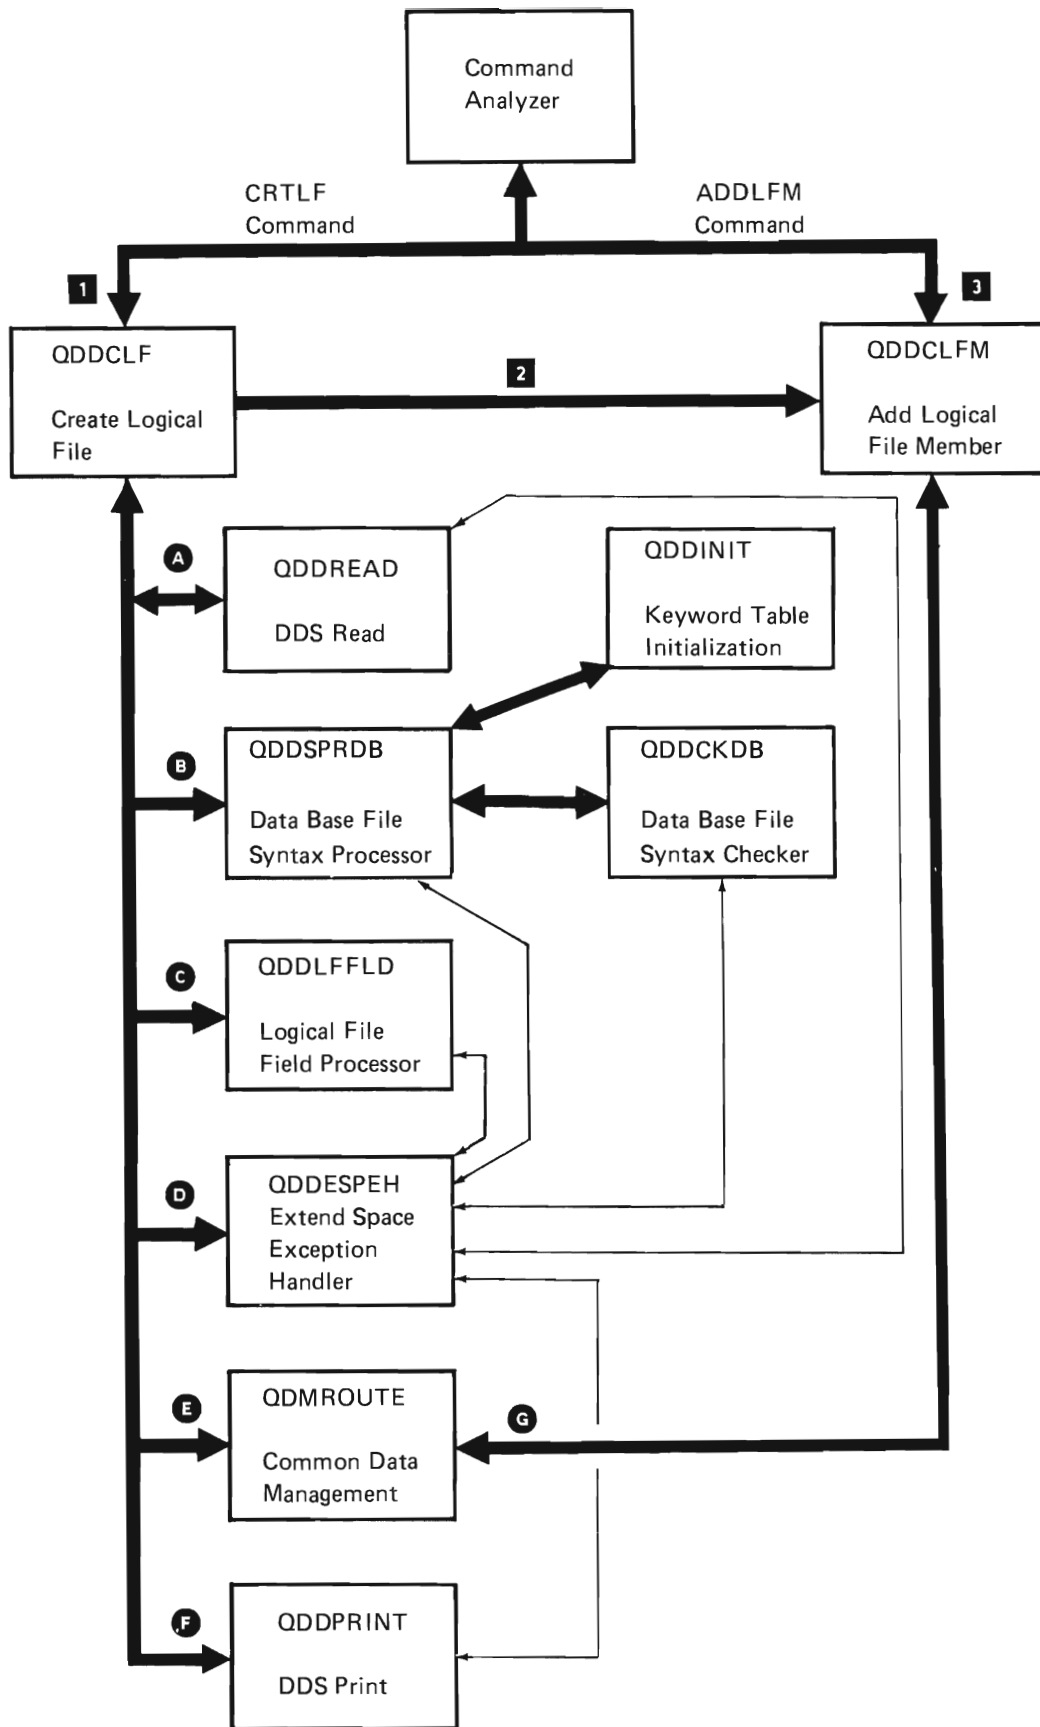 Command
Analyzer
CRTLF
Command
ADDLFM
Command
1
3
QDDCLF
Create Logical
File
2
QDDCLFM
Add Logical
File Member
A
QDDREAD
DDS Read
QDDINIT
Keyword Table
Initialization
B
QDDSPRDB
Data Base File
Syntax Processor
QDDCKDB
Data Base File
Syntax Checker
C
QDDLFFLD
Logical File
Field Processor
D
QDDESPEH
Extend Space
Exception
Handler
E
QDMROUTE
Common Data
Management
G
F
QDDPRINT
DDS Print